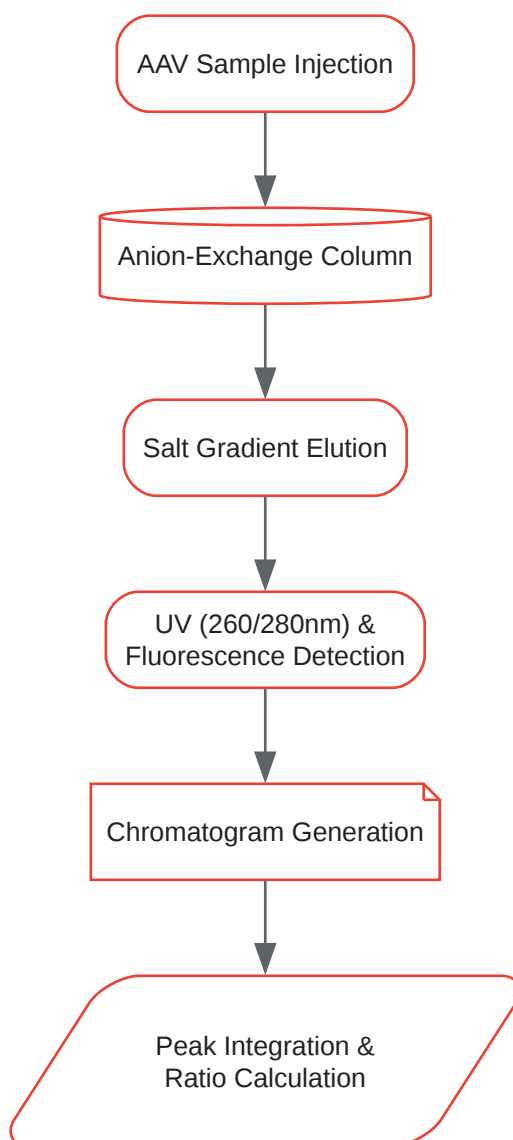 AAV Sample Injection
Anion-Exchange Column
Salt Gradient Elution
UV (260/280nm) &
Fluorescence Detection
Chromatogram Generation
Peak Integration &
Ratio Calculation